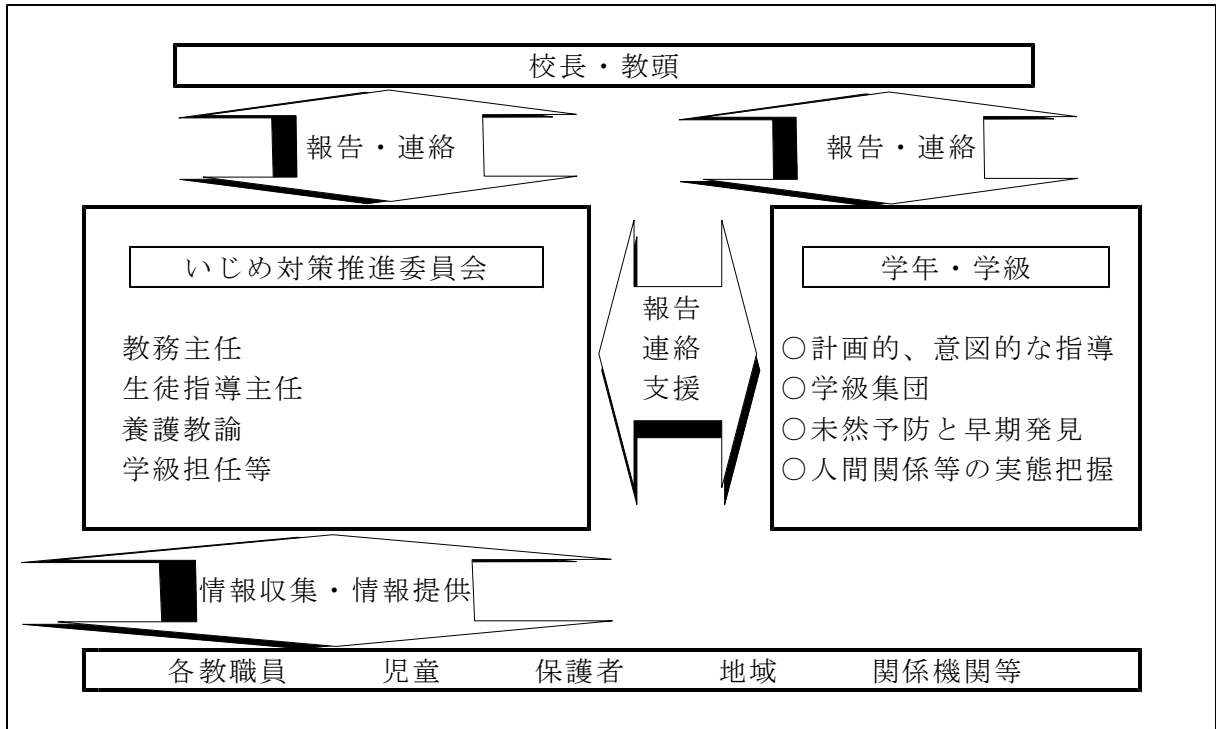 校長・教頭
報告・連絡
報告・連絡
いじめ対策推進委員会
教務主任
生徒指導主任
養護教諭
学級担任等
報告
連絡
支援
学年・学級
○計画的、意図的な指導
○学級集団
○未然予防と早期発見
○人間関係等の実態把握
情報収集・情報提供
各教職員 児童 保護者 地域 関係機関等